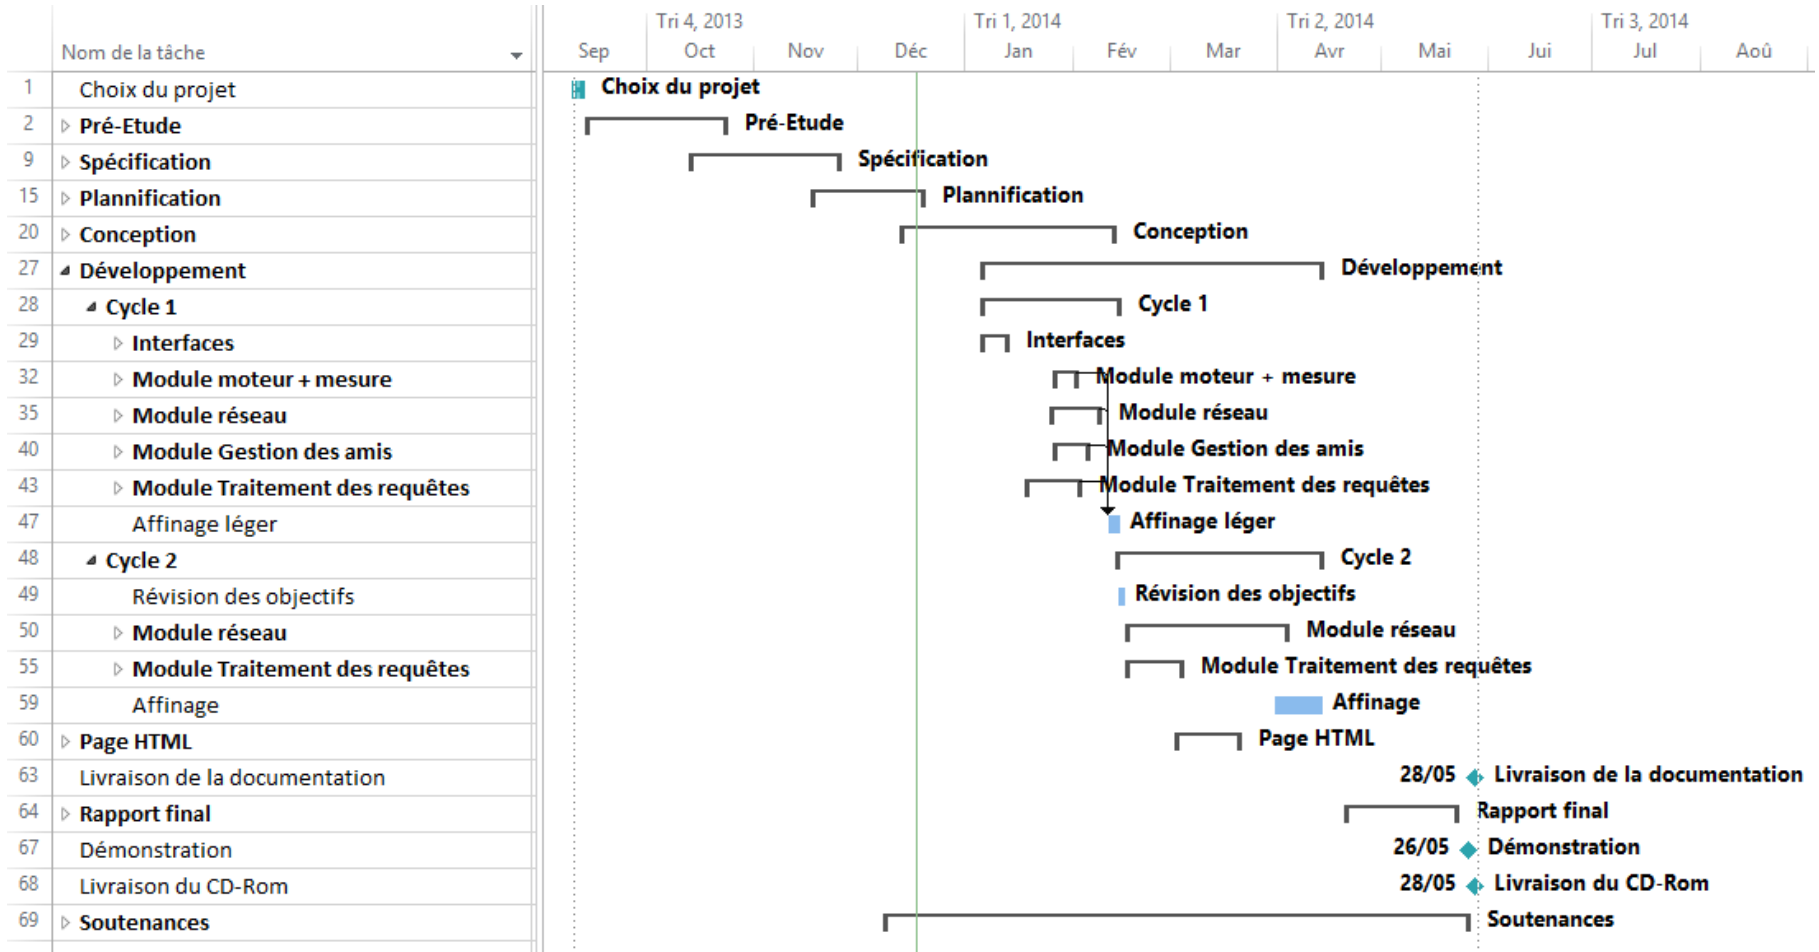 Tri 4, 2013 Tri 1, 2014 Tri 2, 2014 Tri 3, 2014
Nom de la tâche Sep Oct Nov Déc Jan Fév Mar Avr Mai Jui Jul Aoû
1 Choix du projet Choix du projet
2 Pré-Etude Pré-Etude
9 Spécification Spécification
15 Plannification Plannification
20 Conception Conception
27 Développement Développement
28 Cycle 1 Cycle 1
29 Interfaces Interfaces
32 Module moteur + mesure Module moteur + mesure
35 Module réseau Module réseau
40 Module Gestion des amis Module Gestion des amis
43 Module Traitement des requêtes Module Traitement des requêtes
47 Affinage léger Affinage léger
48 Cycle 2 Cycle 2
49 Révision des objectifs Révision des objectifs
50 Module réseau Module réseau
55 Module Traitement des requêtes Module Traitement des requêtes
59 Affinage Affinage
60 Page HTML Page HTML
63 Livraison de la documentation 28/05 Livraison de la documentation
64 Rapport final Rapport final
67 Démonstration 26/05 Démonstration
68 Livraison du CD-Rom 28/05 Livraison du CD-Rom
69 Soutenances Soutenances